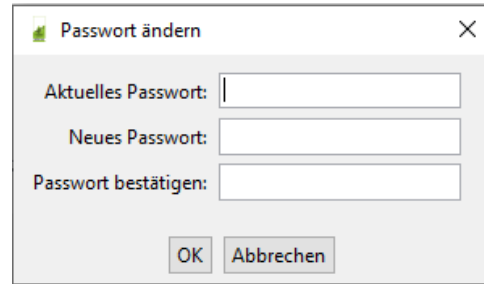 Passwort ändern
Aktuelles Passwort:
Neues Passwort:
Passwort bestätigen:
OK Abbrechen